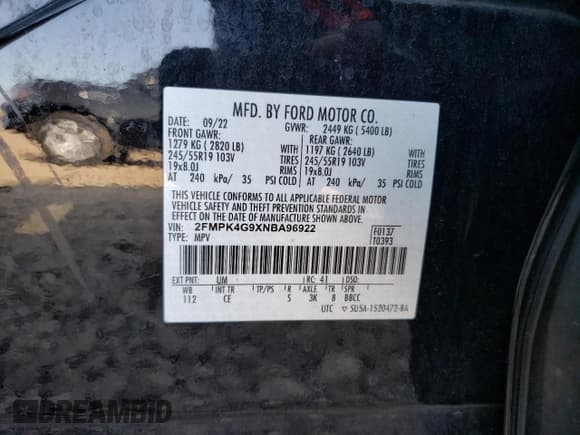 MFD. BY FORD MOTOR CO.
DATE: 09/22 GVWR: 2449 KG ( 5400 LB)
FRONT GAWR: REAR GAWR:
1279 KG ( 2820 LB) WITH 1197 KG ( 2640 LB) WITH
245/55R19 103V TIRES 245/55R19 103V TIRES
19x8.0J RIMS 19x8.0J RIMS
AT 240 kPa/ 35 PSI COLD AT 240 kPa/ 35 PSI COLD
THIS VEHICLE CONFORMS TO ALL APPLICABLE FEDERAL MOTOR
VEHICLE SAFETY AND THEFT PREVENTION STANDARDS IN
EFFECT ON THE DATE OF MANUFACTURE SHOWN ABOVE.
VIN: 2FMPK4G9XNBA96922 F0137
TYPE: MPV T0393
EXT PNT: UM RC: 41 DSO:
WB INT TR TP/PS R AXLE TR SPR
112 CE 5 3K 8 BBCC
UTC ▽ 5U5A-1520472-BA
DREAMBID